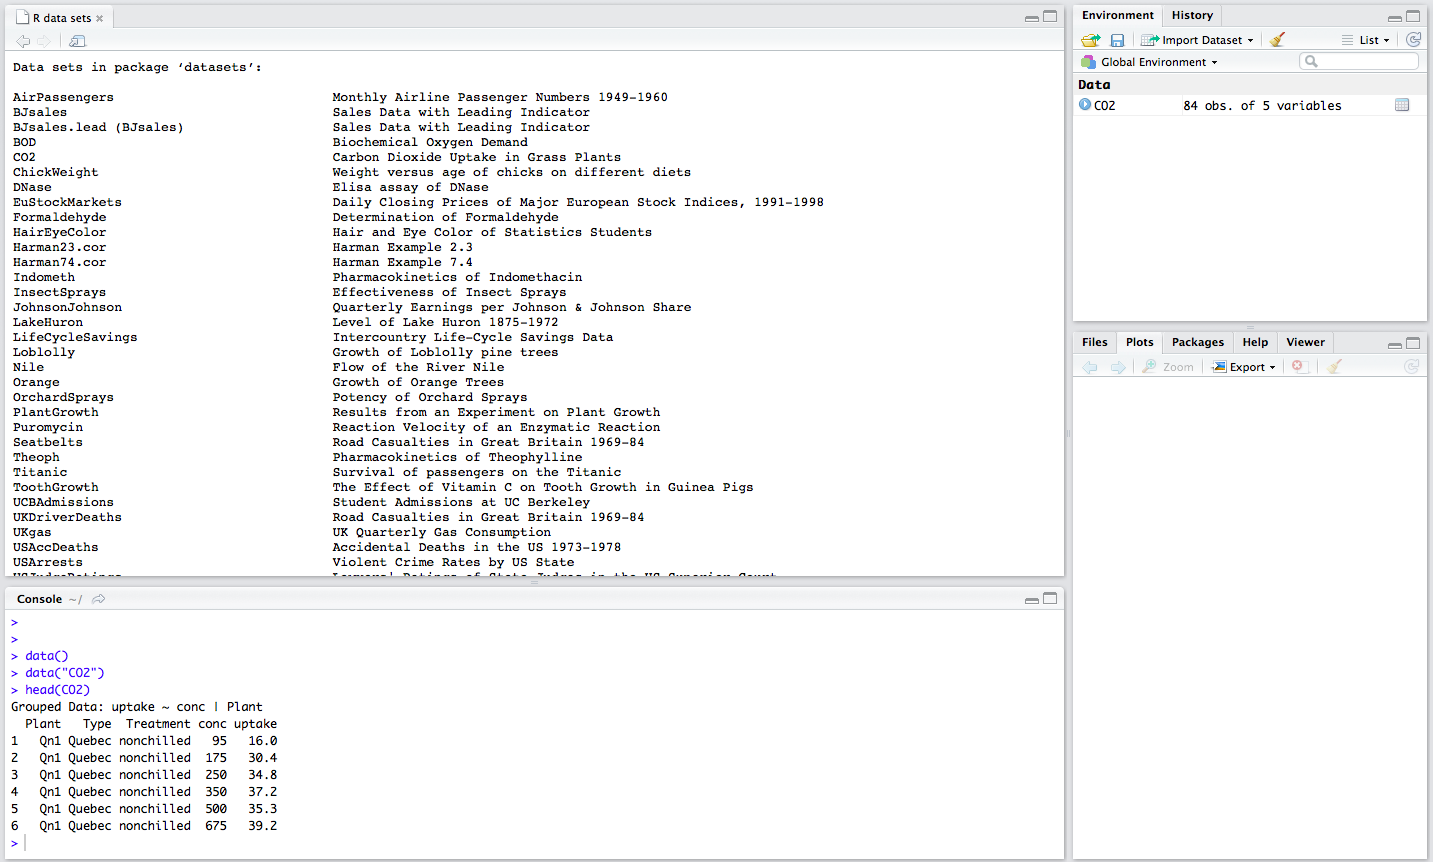 R data sets
Data sets in package ‘datasets’:
AirPassengers Monthly Airline Passenger Numbers 1949-1960
BJsales Sales Data with Leading Indicator
BJsales.lead (BJsales) Sales Data with Leading Indicator
BOD Biochemical Oxygen Demand
CO2 Carbon Dioxide Uptake in Grass Plants
ChickWeight Weight versus age of chicks on different diets
DNase Elisa assay of DNase
EuStockMarkets Daily Closing Prices of Major European Stock Indices, 1991-1998
Formaldehyde Determination of Formaldehyde
HairEyeColor Hair and Eye Color of Statistics Students
Harman23.cor Harman Example 2.3
Harman74.cor Harman Example 7.4
Indometh Pharmacokinetics of Indomethacin
InsectSprays Effectiveness of Insect Sprays
JohnsonJohnson Quarterly Earnings per Johnson & Johnson Share
LakeHuron Level of Lake Huron 1875-1972
LifeCycleSavings Intercountry Life-Cycle Savings Data
Loblolly Growth of Loblolly pine trees
Nile Flow of the River Nile
Orange Growth of Orange Trees
OrchardSprays Potency of Orchard Sprays
PlantGrowth Results from an Experiment on Plant Growth
Puromycin Reaction Velocity of an Enzymatic Reaction
Seatbelts Road Casualties in Great Britain 1969-84
Theoph Pharmacokinetics of Theophylline
Titanic Survival of passengers on the Titanic
ToothGrowth The Effect of Vitamin C on Tooth Growth in Guinea Pigs
UCBAdmissions Student Admissions at UC Berkeley
UKDriverDeaths Road Casualties in Great Britain 1969-84
UKgas UK Quarterly Gas Consumption
USAccDeaths Accidental Deaths in the US 1973-1978
USArrests Violent Crime Rates by US State
USJudgeRatings Lawyers' Ratings of State Judges in the US Superior Court
Console ~/
>
>
> data()
> data("CO2")
> head(CO2)
Grouped Data: uptake ~ conc | Plant
Plant Type Treatment conc uptake
1 Qn1 Quebec nonchilled 95 16.0
2 Qn1 Quebec nonchilled 175 30.4
3 Qn1 Quebec nonchilled 250 34.8
4 Qn1 Quebec nonchilled 350 37.2
5 Qn1 Quebec nonchilled 500 35.3
6 Qn1 Quebec nonchilled 675 39.2
>
Environment History
Import Dataset List
Global Environment
Data
CO2 84 obs. of 5 variables
Files Plots Packages Help Viewer
Zoom Export